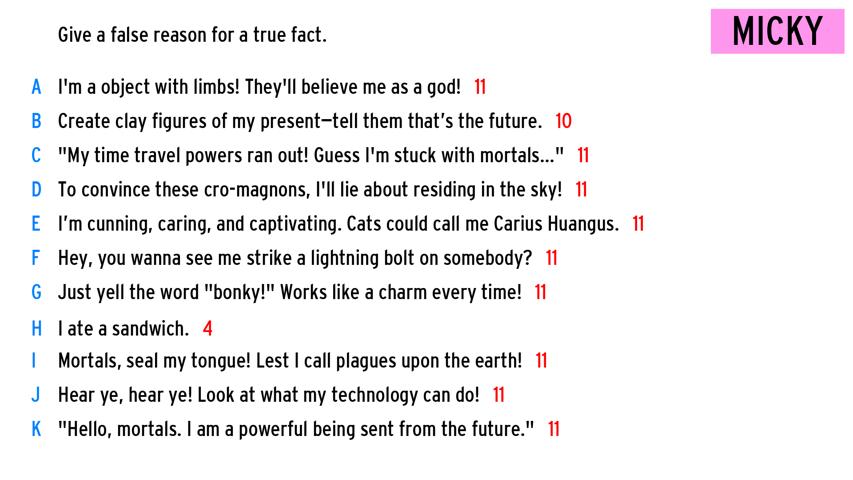 Give a false reason for a true fact.
MICKY
A I'm a object with limbs! They'll believe me as a god! 11
B Create clay figures of my present—tell them that's the future. 10
C "My time travel powers ran out! Guess I'm stuck with mortals..." 11
D To convince these cro-magnons, I'll lie about residing in the sky! 11
E I'm cunning, caring, and captivating. Cats could call me Carius Huangus. 11
F Hey, you wanna see me strike a lightning bolt on somebody? 11
G Just yell the word "bonky!" Works like a charm every time! 11
H I ate a sandwich. 4
I Mortals, seal my tongue! Lest I call plagues upon the earth! 11
J Hear ye, hear ye! Look at what my technology can do! 11
K "Hello, mortals. I am a powerful being sent from the future." 11